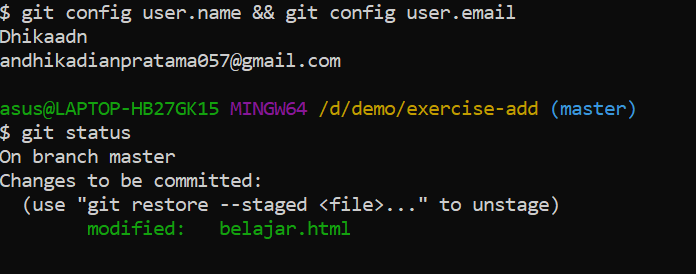 $ git config user.name && git config user.email
Dhikaadn
andhikadianpratama057@gmail.com
asus@LAPTOP-HB27GK15 MINGW64 /d/demo/exercise-add (master)
$ git status
On branch master
Changes to be committed:
  (use "git restore --staged <file>..." to unstage)
        modified:   belajar.html